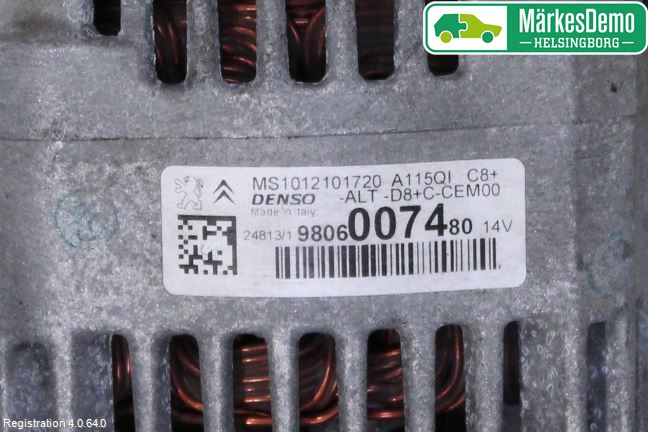 MärkesDemo
HELSINGBORG
MS1012101720 A115QI C8+
DENSO -ALT -D8+C-CEM00
Made in Italy
24813/1 9806007480 14V
Registration 4.0.64.0